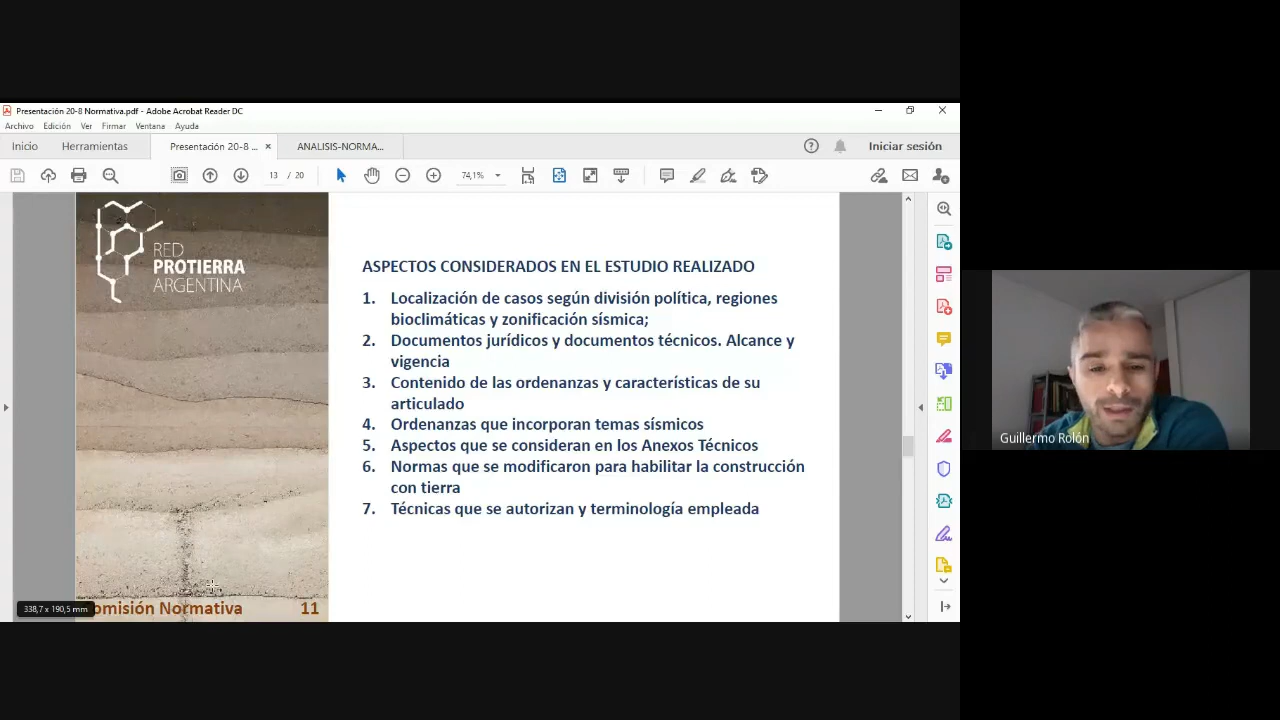 Presentación 20-8 Normativa.pdf - Adobe Acrobat Reader DC
Archivo Edición Ver Firmar Ventana Ayuda
Inicio Herramientas Presentación 20-8 ... × ANALISIS-NORMA... Iniciar sesión
13 / 20 74,1%
RED
PROTIERRA
ARGENTINA
ASPECTOS CONSIDERADOS EN EL ESTUDIO REALIZADO
1. Localización de casos según división política, regiones
bioclimáticas y zonificación sísmica;
2. Documentos jurídicos y documentos técnicos. Alcance y
vigencia
3. Contenido de las ordenanzas y características de su
articulado
4. Ordenanzas que incorporan temas sísmicos
5. Aspectos que se consideran en los Anexos Técnicos
6. Normas que se modificaron para habilitar la construcción
con tierra
7. Técnicas que se autorizan y terminología empleada
omisión Normativa 11
338,7 x 190,5 mm
Guillermo Rolón